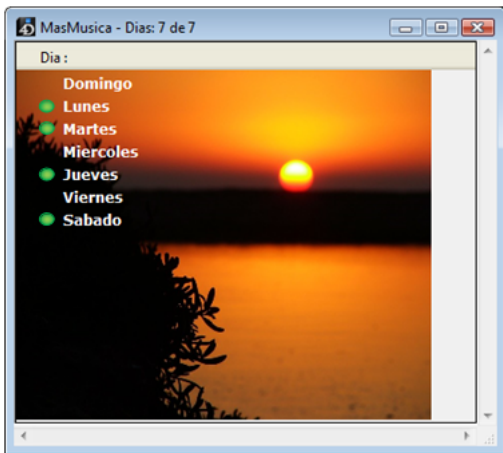 MasMusica - Dias: 7 de 7
Dia :
Domingo
Lunes
Martes
Miercoles
Jueves
Viernes
Sabado